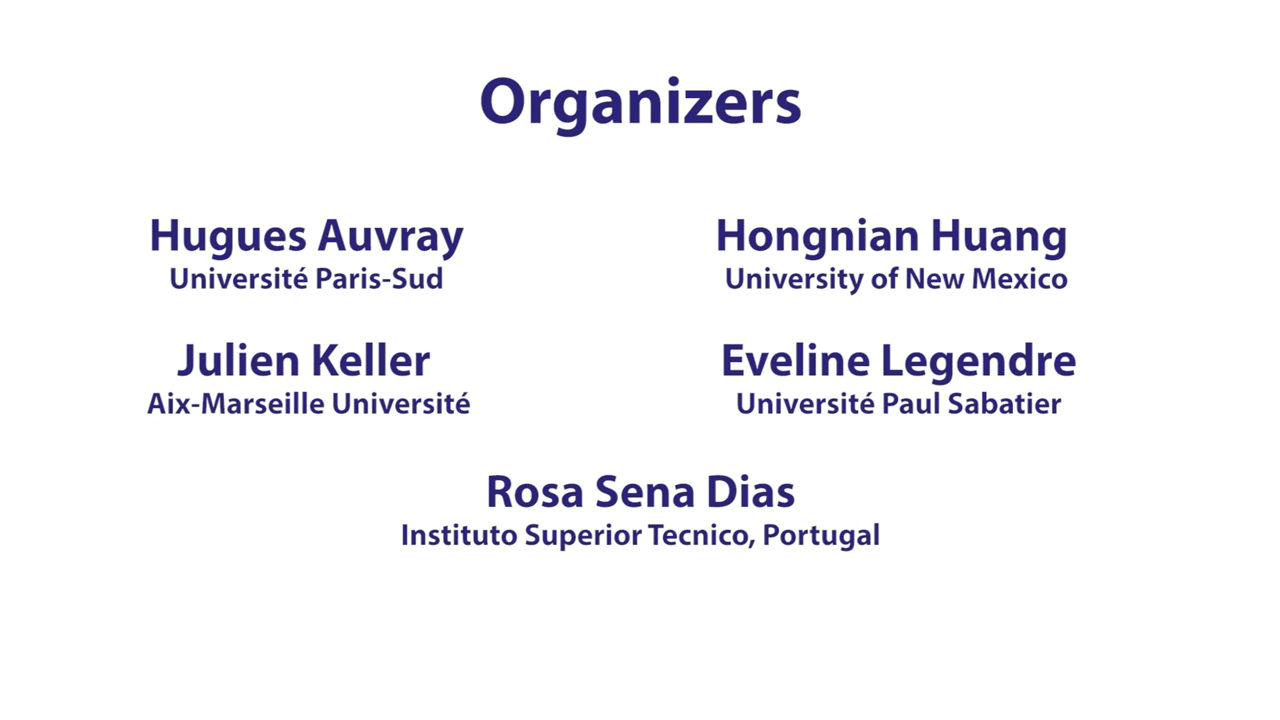 Organizers
Hugues Auvray
Université Paris-Sud
Hongnian Huang
University of New Mexico
Julien Keller
Aix-Marseille Université
Eveline Legendre
Université Paul Sabatier
Rosa Sena Dias
Instituto Superior Tecnico, Portugal